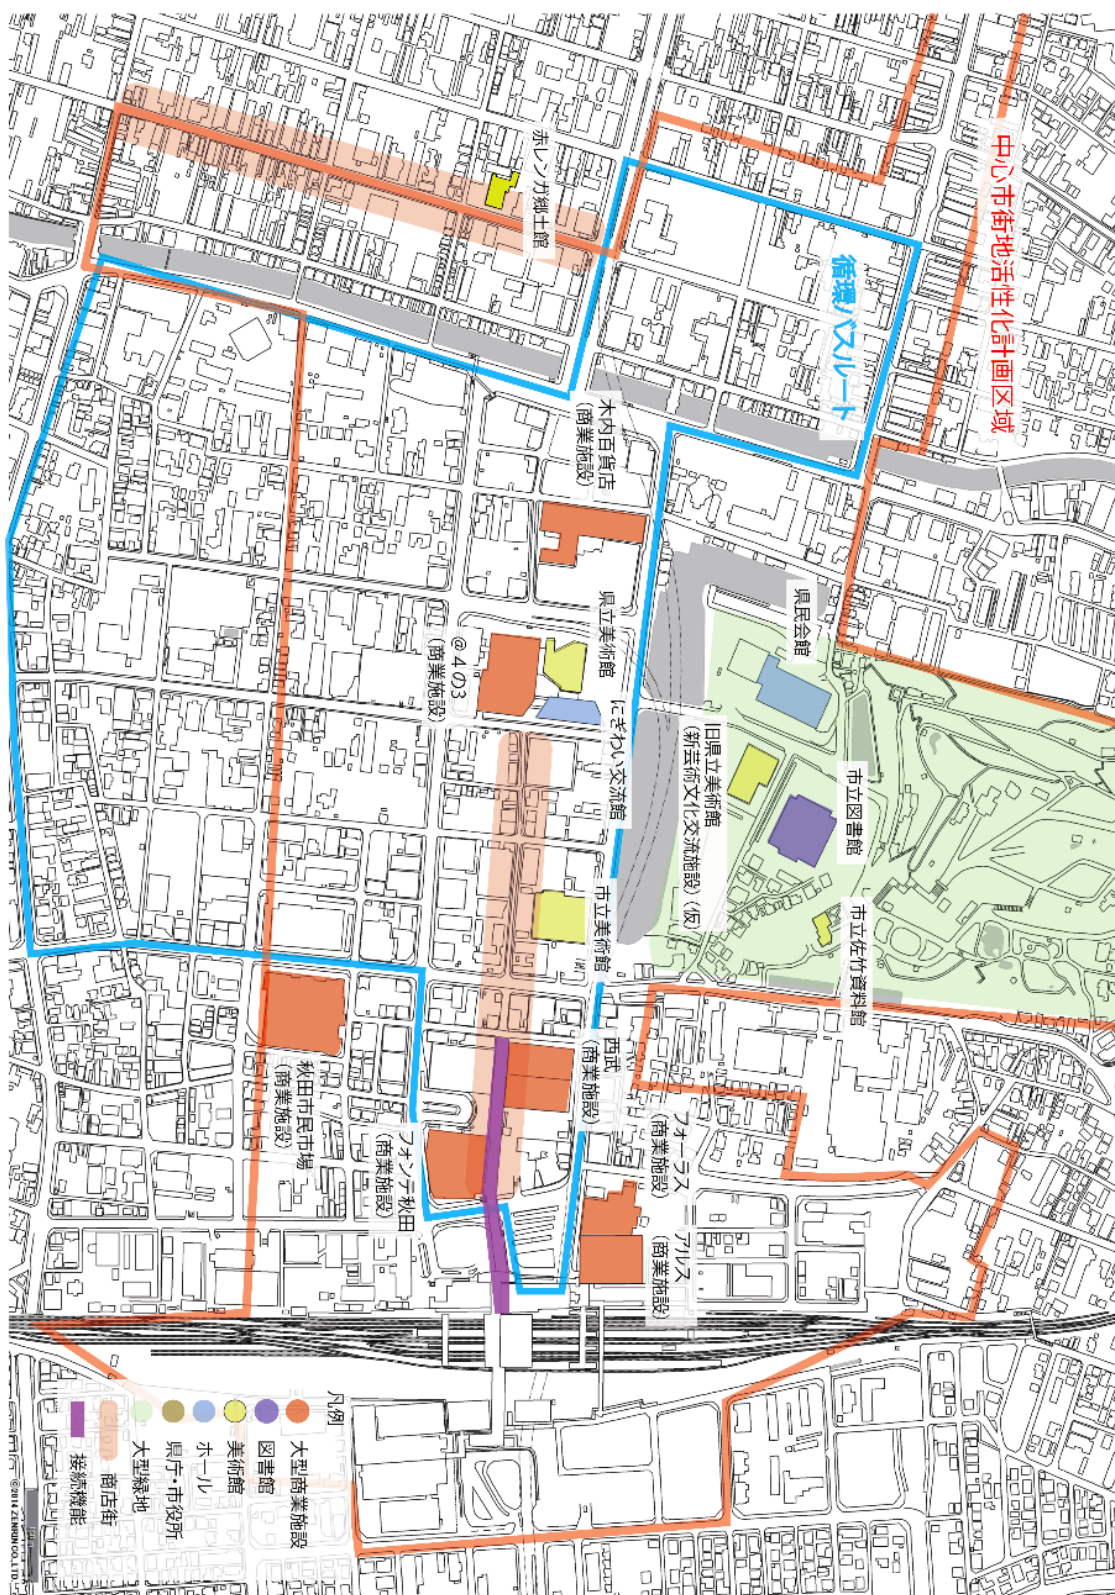 中心市街地活性化計画区域
循環バスルート
赤レンガ郷土館
木内百貨店
(商業施設)
県民会館
県立美術館
@4の3
(商業施設)
にぎわい交流館
旧県立美術館
(新芸術文化交流施設)(仮)
市立図書館
市立佐竹資料館
市立美術館
西武
(商業施設)
フォーラス
(商業施設)
アルス
(商業施設)
フォンテ秋田
(商業施設)
秋田市民市場
(商業施設)
凡例
大型商業施設
図書館
美術館
ホール
県庁・市役所
大型緑地
商店街
接続機能
©2014 ZENRIN CO., LTD.